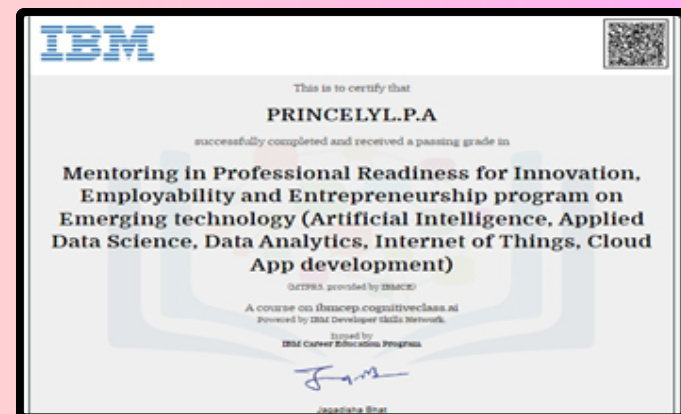 IBM
This is to certify that
PRINCELYL.P.A
successfully completed and received a passing grade in
Mentoring in Professional Readiness for Innovation,
Employability and Entrepreneurship program on
Emerging technology (Artificial Intelligence, Applied
Data Science, Data Analytics, Internet of Things, Cloud
App development)
provided by
A course on ibmcep.cognitiveclass.ai
Powered by IBM Developer Skills Network.
Issued by
IBM Career Education Program
Jagadisha Bhat